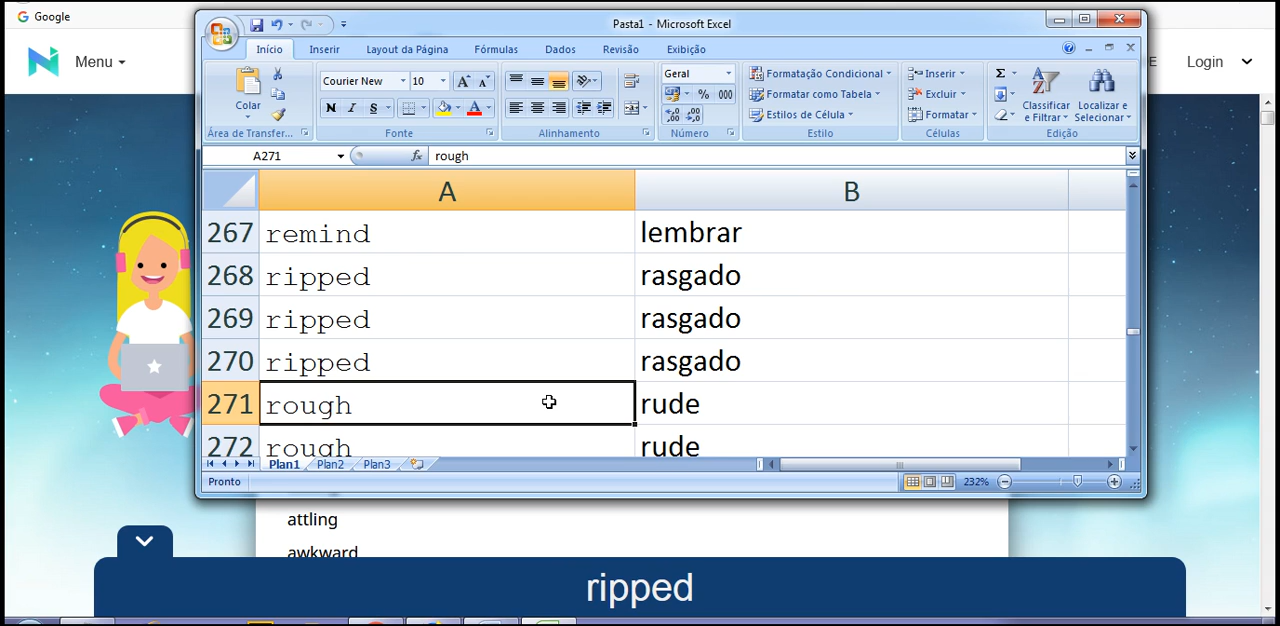 Google
Menu
E
Login
Pasta1 - Microsoft Excel
Início Inserir Layout da Página Fórmulas Dados Revisão Exibição
Colar
Courier New 10
N I S
Geral
% 000
Formatação Condicional
Formatar como Tabela
Estilos de Célula
Inserir
Excluir
Formatar
Σ
Classificar e Filtrar
Localizar e Selecionar
Área de Transfer... Fonte Alinhamento Número Estilo Células Edição
A271 fx rough
A B
267 remind lembrar
268 ripped rasgado
269 ripped rasgado
270 ripped rasgado
271 rough rude
272 rough rude
Plan1 Plan2 Plan3
Pronto 232%
attling
awkward
ripped